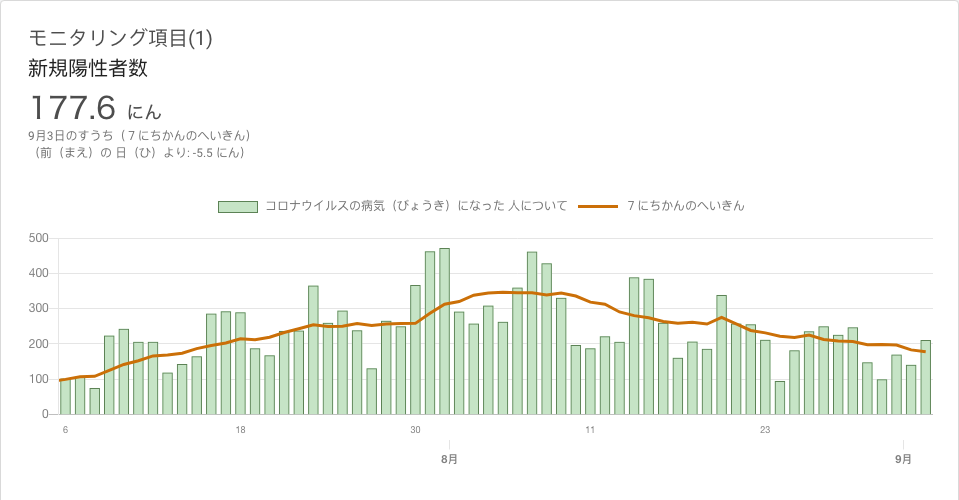 モニタリング項目(1)
新規陽性者数
177.6 にん
9月3日のすうち（７にちかんのへいきん）
（前（まえ）の 日（ひ）より: -5.5 にん）
コロナウイルスの病気（びょうき）になった 人について ７にちかんのへいきん
500
400
300
200
100
0
6 18 30 11 23
8月 9月